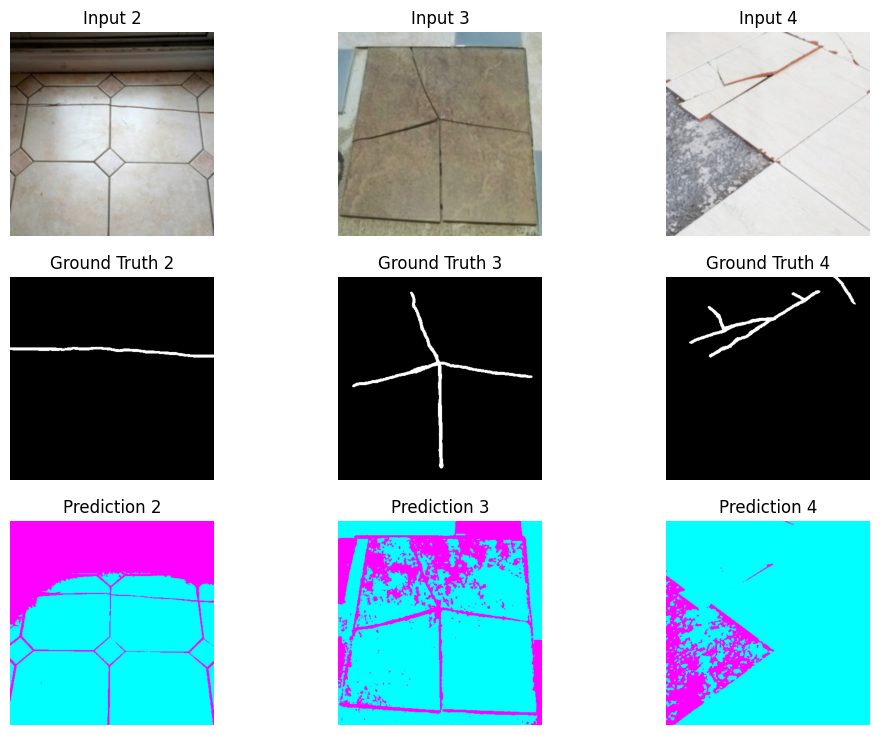 Input 2
Input 3
Input 4
Ground Truth 2
Ground Truth 3
Ground Truth 4
Prediction 2
Prediction 3
Prediction 4